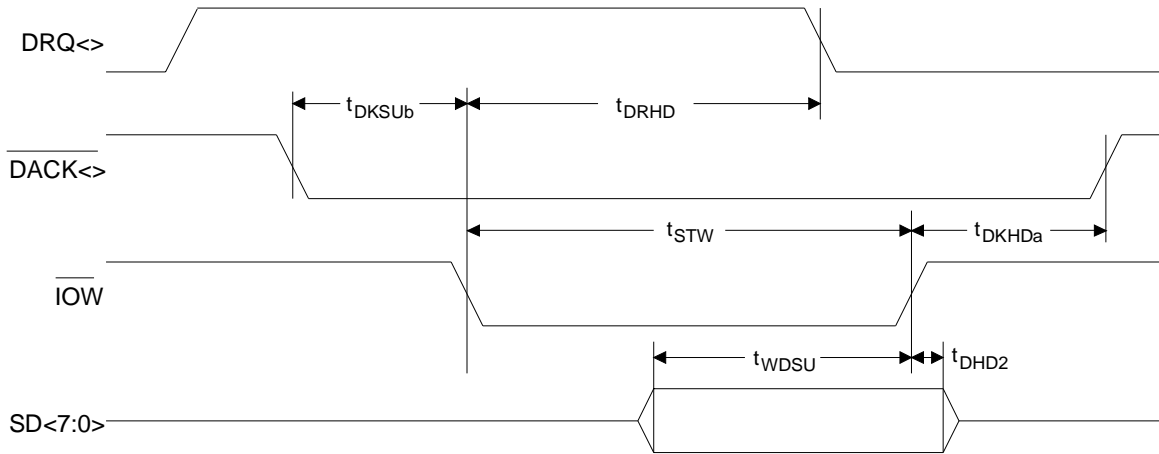 DRQ<>
tDKSUb
tDRHD
DACK<>
tSTW
tDKHDa
IOW
tWDSU
tDHD2
SD<7:0>